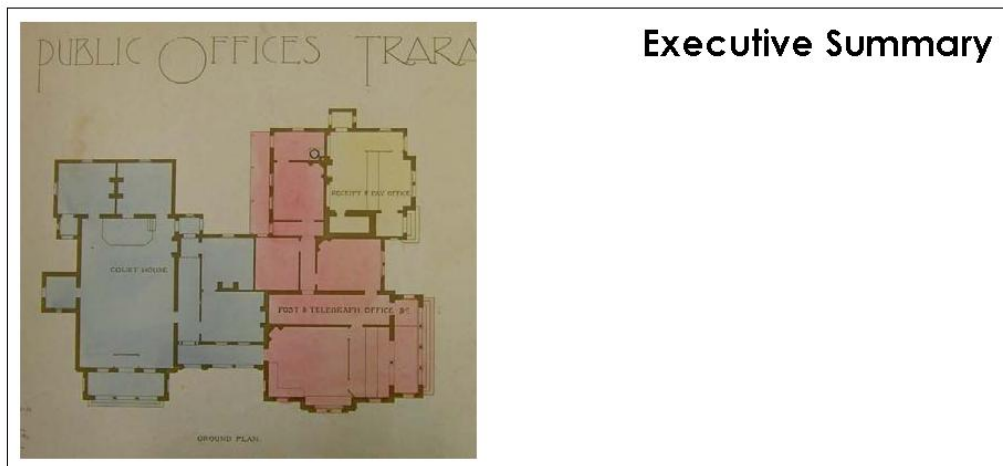 PUBLIC OFFICES TRARA
Executive Summary
RECEIPT & PAY OFFICE
COURT HOUSE
POST & TELEGRAPH OFFICE &c.
GROUND PLAN.